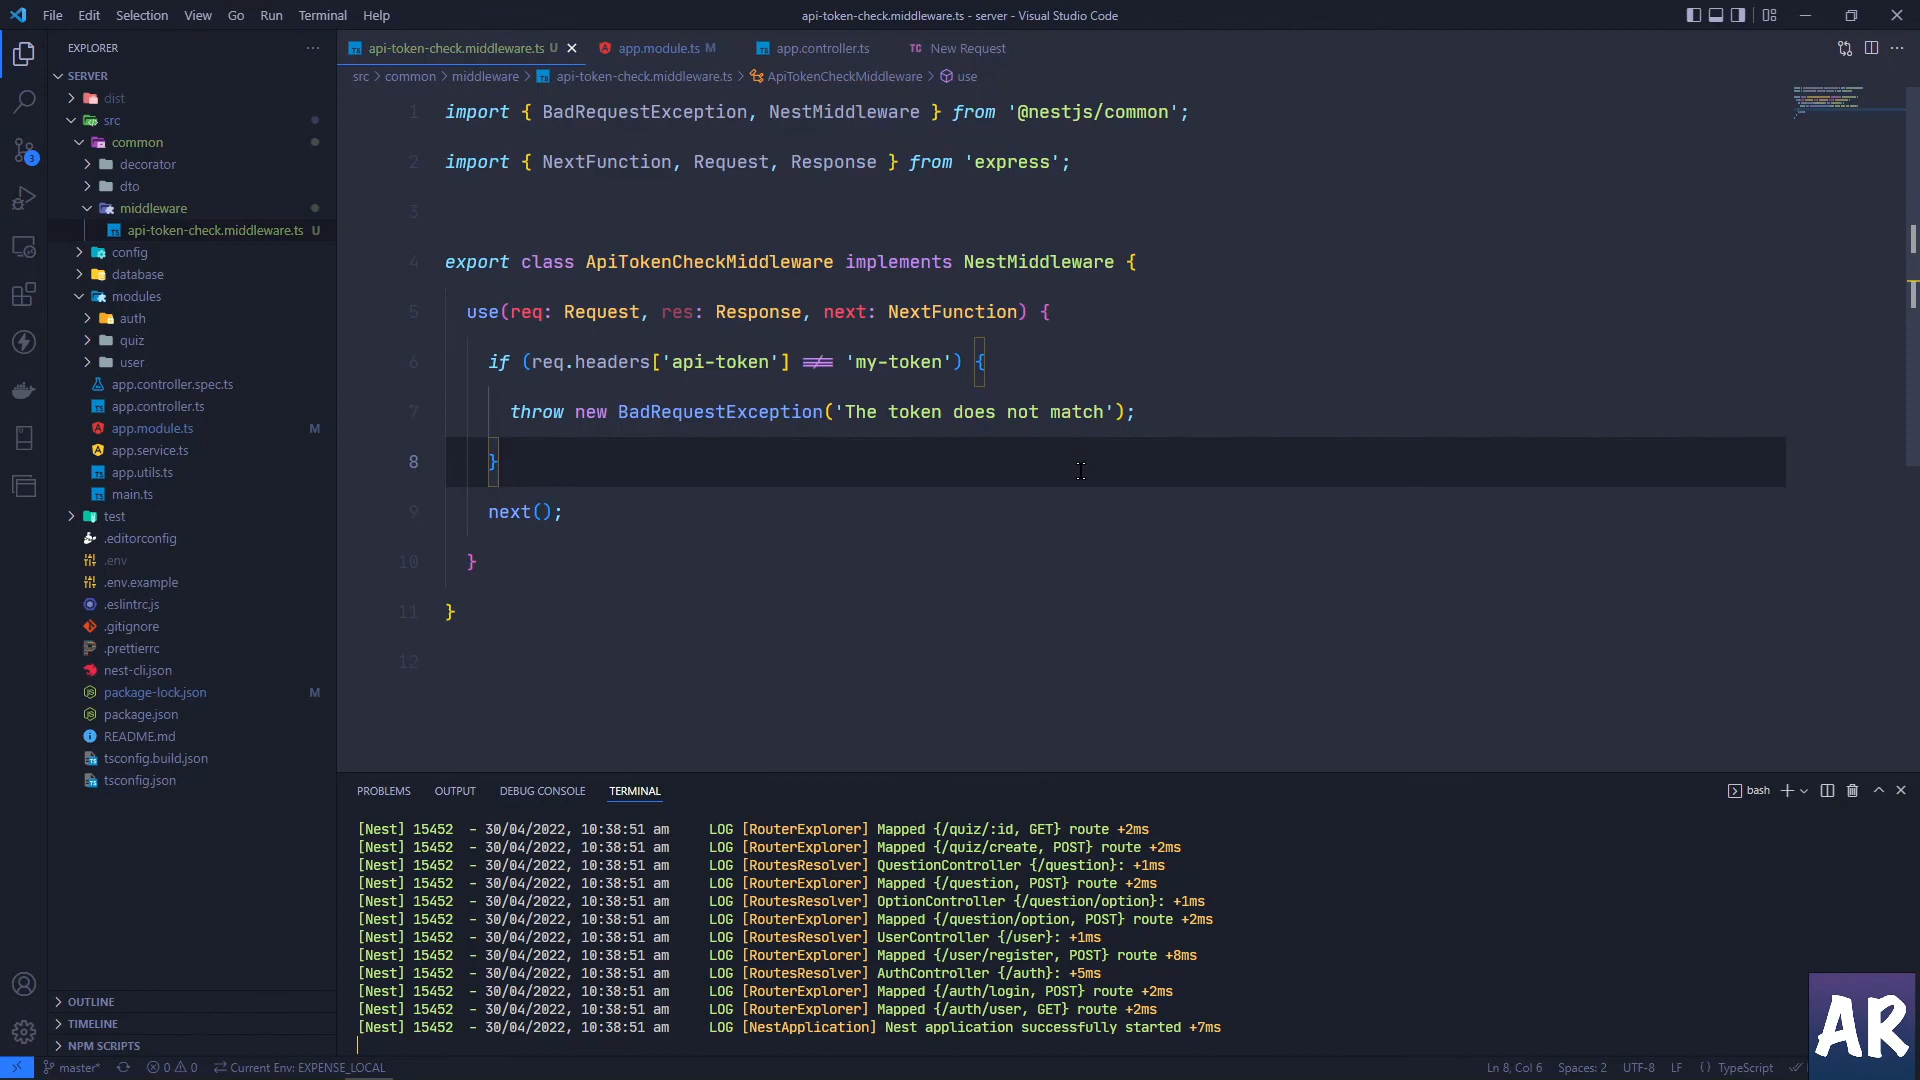 File Edit Selection View Go Run Terminal Help
api-token-check.middleware.ts - server - Visual Studio Code
EXPLORER
SERVER
dist
src
common
decorator
dto
middleware
api-token-check.middleware.ts U
config
database
modules
auth
quiz
user
app.controller.spec.ts
app.controller.ts
app.module.ts M
app.service.ts
app.utils.ts
main.ts
test
.editorconfig
.env
.env.example
.eslintrc.js
.gitignore
.prettierrc
nest-cli.json
package-lock.json M
package.json
README.md
tsconfig.build.json
tsconfig.json
OUTLINE
TIMELINE
NPM SCRIPTS
3
api-token-check.middleware.ts U
app.module.ts M
app.controller.ts
TC New Request
src > common > middleware > api-token-check.middleware.ts > ApiTokenCheckMiddleware > use
1 import { BadRequestException, NestMiddleware } from '@nestjs/common';
2 import { NextFunction, Request, Response } from 'express';
3
4 export class ApiTokenCheckMiddleware implements NestMiddleware {
5 use(req: Request, res: Response, next: NextFunction) {
6 if (req.headers['api-token'] !== 'my-token') {
7 throw new BadRequestException('The token does not match');
8 }
9 next();
10 }
11 }
12
PROBLEMS OUTPUT DEBUG CONSOLE TERMINAL
bash
[Nest] 15452 - 30/04/2022, 10:38:51 am LOG [RouterExplorer] Mapped {/quiz/:id, GET} route +2ms
[Nest] 15452 - 30/04/2022, 10:38:51 am LOG [RouterExplorer] Mapped {/quiz/create, POST} route +2ms
[Nest] 15452 - 30/04/2022, 10:38:51 am LOG [RoutesResolver] QuestionController {/question}: +1ms
[Nest] 15452 - 30/04/2022, 10:38:51 am LOG [RouterExplorer] Mapped {/question, POST} route +2ms
[Nest] 15452 - 30/04/2022, 10:38:51 am LOG [RoutesResolver] OptionController {/question/option}: +1ms
[Nest] 15452 - 30/04/2022, 10:38:51 am LOG [RouterExplorer] Mapped {/question/option, POST} route +2ms
[Nest] 15452 - 30/04/2022, 10:38:51 am LOG [RoutesResolver] UserController {/user}: +1ms
[Nest] 15452 - 30/04/2022, 10:38:51 am LOG [RouterExplorer] Mapped {/user/register, POST} route +8ms
[Nest] 15452 - 30/04/2022, 10:38:51 am LOG [RoutesResolver] AuthController {/auth}: +5ms
[Nest] 15452 - 30/04/2022, 10:38:51 am LOG [RouterExplorer] Mapped {/auth/login, POST} route +2ms
[Nest] 15452 - 30/04/2022, 10:38:51 am LOG [RouterExplorer] Mapped {/auth/user, GET} route +2ms
[Nest] 15452 - 30/04/2022, 10:38:51 am LOG [NestApplication] Nest application successfully started +7ms
AR
master* 0 0 Current Env: EXPENSE_LOCAL
Ln 8, Col 6 Spaces: 2 UTF-8 LF { } TypeScript